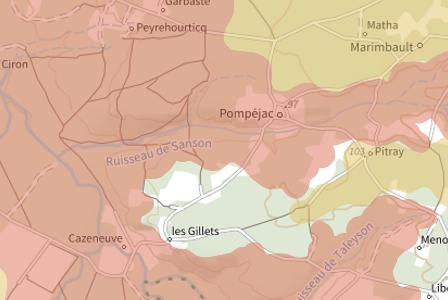 Garbaste
Peyrehourticq
Matha
Marimbault
Ciron
Pompéjac
297
Ruisseau de Sanson
103
Pitray
les Gillets
Cazeneuve
Ruisseau de Taleyson
Meno
Libe